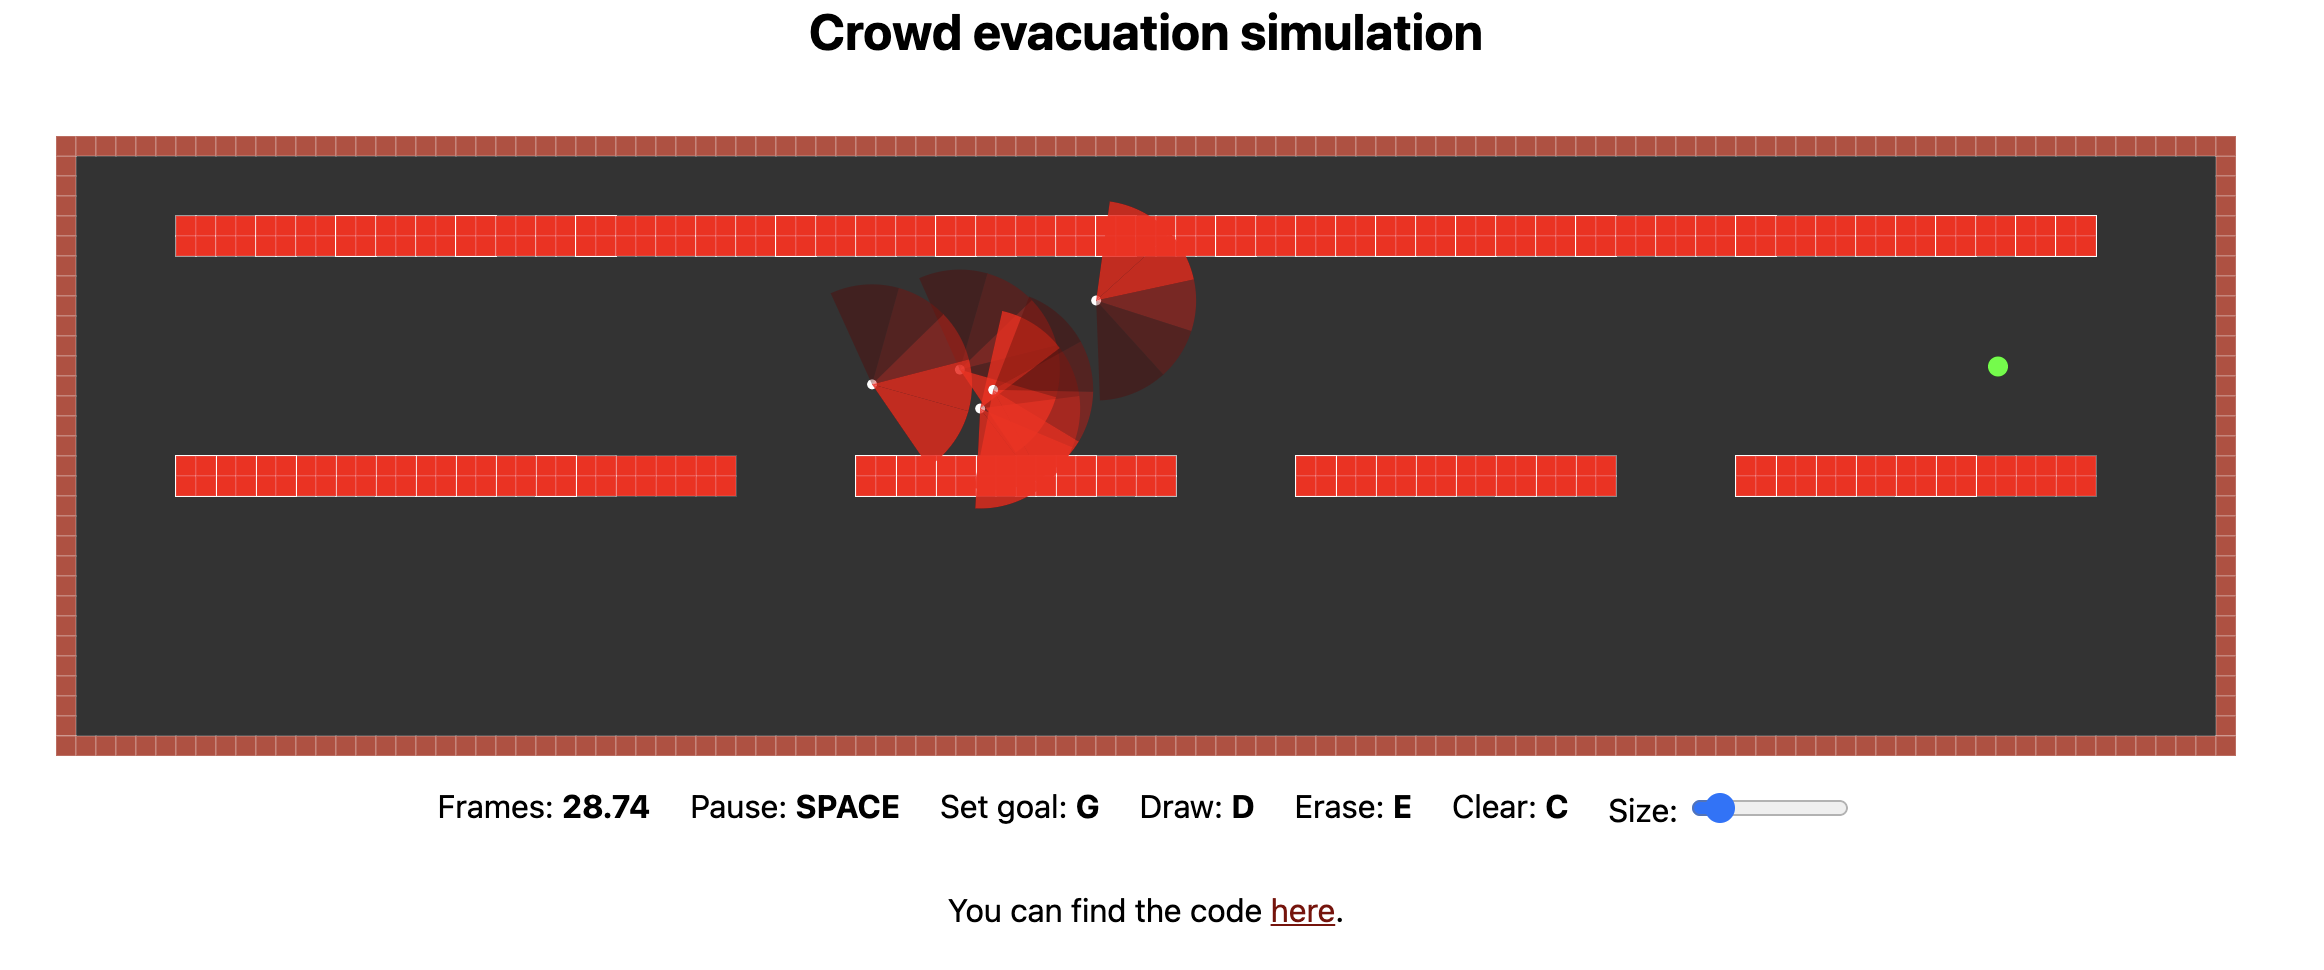 Crowd evacuation simulation
Frames: 28.74 Pause: SPACE Set goal: G Draw: D Erase: E Clear: C Size:
You can find the code here.